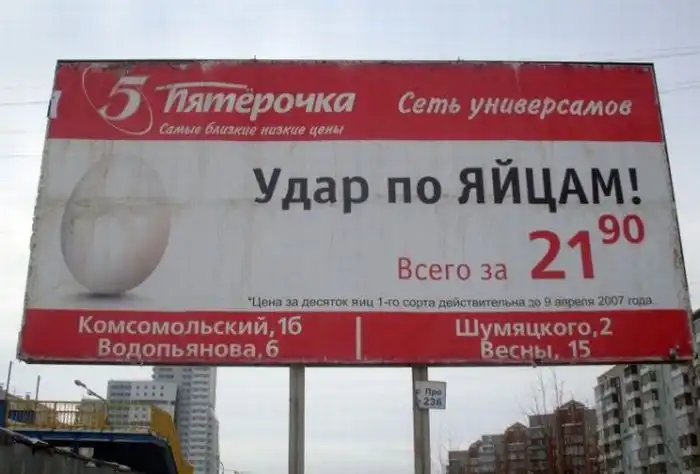 5 Пятёрочка Сеть универсамов
Самые близкие низкие цены
Удар по ЯЙЦАМ!
Всего за 21 90
*Цена за десяток яиц 1-го сорта действительна до 9 апреля 2007 года
Комсомольский,1б Шумяцкого,2
Водопьянова,6 Весны, 15
236